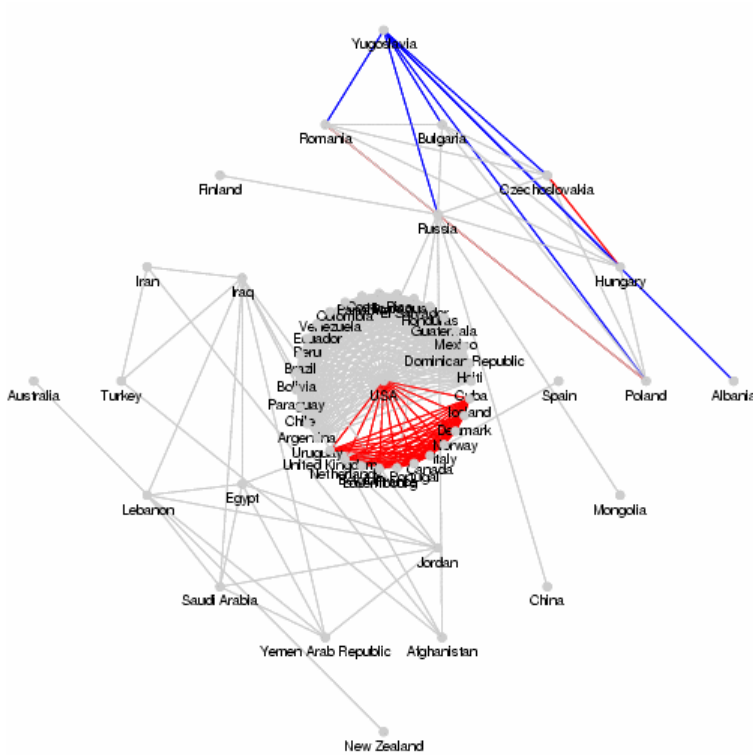 Yugoslavia
Romania
Bulgaria
Finland
Czechoslovakia
Russia
Iran
Iraq
Hungary
Colombia
El Salvador
Honduras
Venezuela
Guatemala
Ecuador
Mexico
Peru
Dominican Republic
Brazil
Haiti
Australia
Turkey
Bolivia
USA
Cuba
Spain
Poland
Albania
Paraguay
Iceland
Chile
Denmark
Argentina
Norway
Uruguay
Italy
United Kingdom
Canada
Netherlands
Portugal
Luxembourg
Lebanon
Egypt
Mongolia
Jordan
Saudi Arabia
China
Yemen Arab Republic
Afghanistan
New Zealand